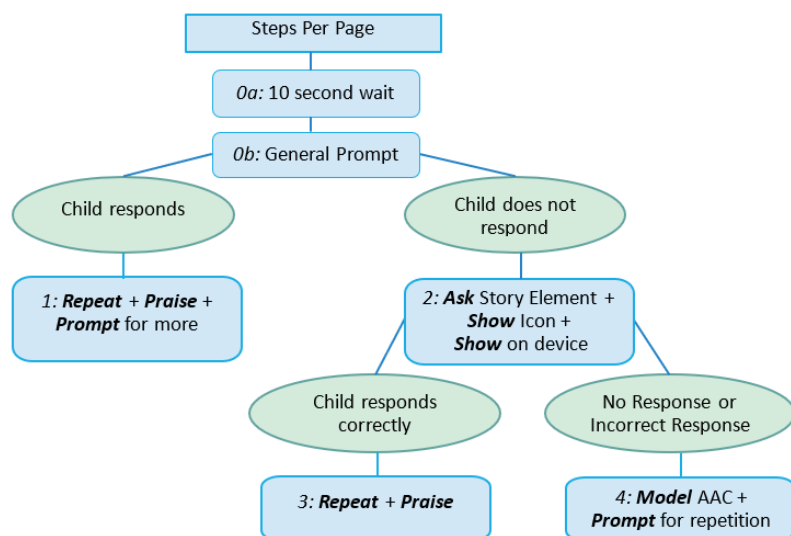 Steps Per Page
0a: 10 second wait
0b: General Prompt
Child responds
Child does not
respond
1: Repeat + Praise +
Prompt for more
2: Ask Story Element +
Show Icon +
Show on device
Child responds
correctly
No Response or
Incorrect Response
3: Repeat + Praise
4: Model AAC +
Prompt for repetition